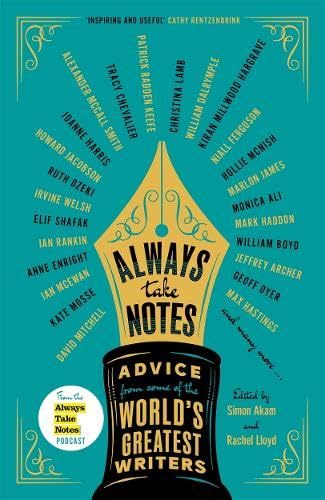 'INSPIRING AND USEFUL' CATHY RENTZENBRINK
DAVID MITCHELL
KATE MOSSE
IAN McEWAN
ANNE ENRIGHT
IAN RANKIN
ELIF SHAFAK
IRVINE WELSH
RUTH OZEKI
HOWARD JACOBSON
JOANNE HARRIS
ALEXANDER McCALL SMITH
TRACY CHEVALIER
PATRICK RADDEN KEEFE
CHRISTINA LAMB
WILLIAM DALRYMPLE
KIRAN MILLWOOD HARGRAVE
NIALL FERGUSON
HOLLIE McNISH
MARLON JAMES
MONICA ALI
MARK HADDON
WILLIAM BOYD
JEFFREY ARCHER
GEOFF DYER
MAX HASTINGS
and many more...
ALWAYS
take
NOTES
ADVICE
from some of the
WORLD'S
GREATEST
WRITERS
From the
Always
Take
Notes
PODCAST
Edited by
Simon Akam
and
Rachel Lloyd